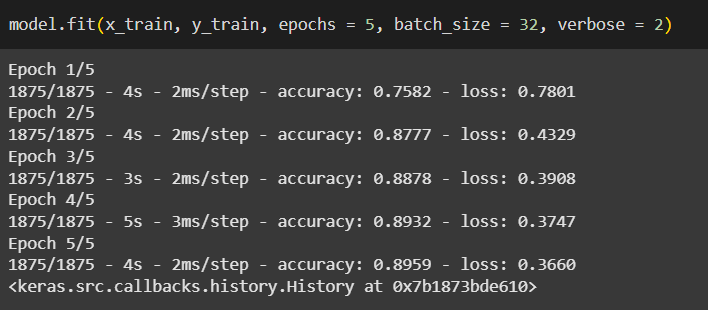 model.fit(x_train, y_train, epochs = 5, batch_size = 32, verbose = 2)
Epoch 1/5
1875/1875 - 4s - 2ms/step - accuracy: 0.7582 - loss: 0.7801
Epoch 2/5
1875/1875 - 4s - 2ms/step - accuracy: 0.8777 - loss: 0.4329
Epoch 3/5
1875/1875 - 3s - 2ms/step - accuracy: 0.8878 - loss: 0.3908
Epoch 4/5
1875/1875 - 5s - 3ms/step - accuracy: 0.8932 - loss: 0.3747
Epoch 5/5
1875/1875 - 4s - 2ms/step - accuracy: 0.8959 - loss: 0.3660
<keras.src.callbacks.history.History at 0x7b1873bde610>